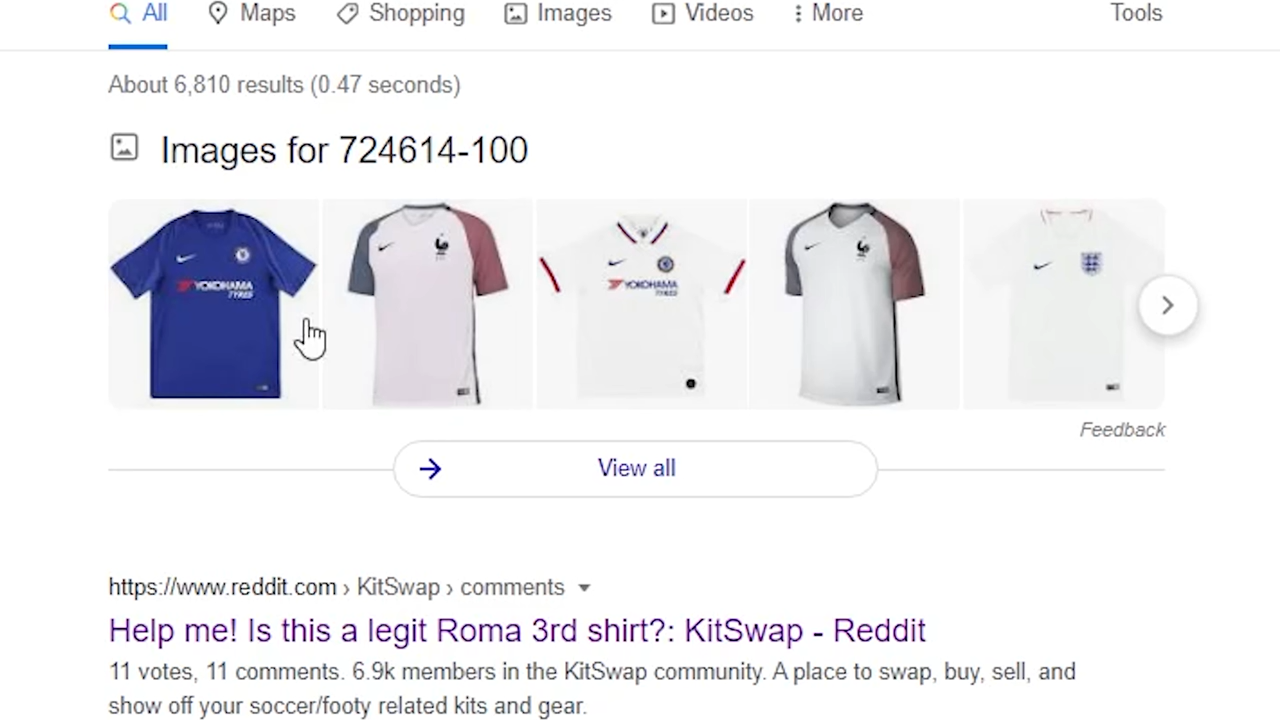 All Maps Shopping Images Videos More Tools
About 6,810 results (0.47 seconds)
Images for 724614-100
YOKOHAMA
TYRES
YOKOHAMA
TYRES
Feedback
View all
https://www.reddit.com › KitSwap › comments
Help me! Is this a legit Roma 3rd shirt?: KitSwap - Reddit
11 votes, 11 comments. 6.9k members in the KitSwap community. A place to swap, buy, sell, and
show off your soccer/footy related kits and gear.